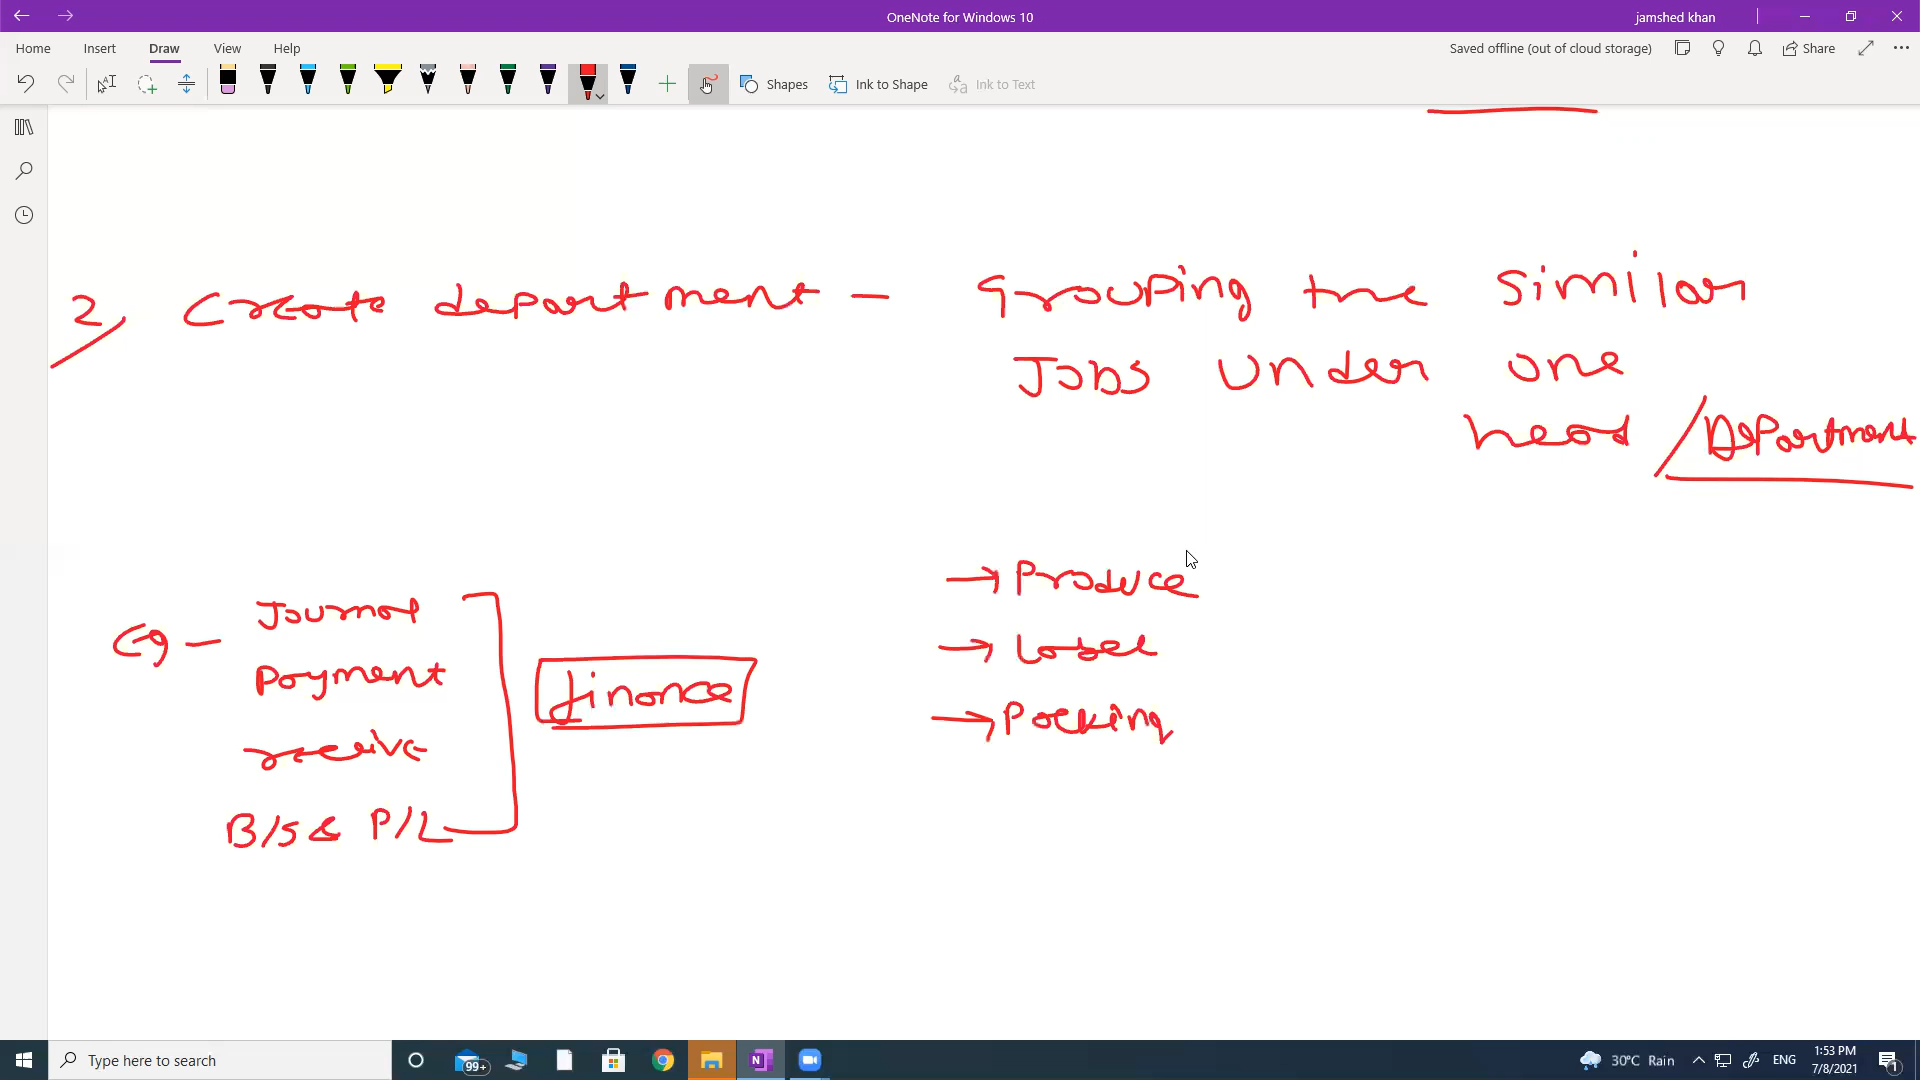 OneNote for Windows 10
jamshed khan
Home Insert Draw View Help
Saved offline (out of cloud storage)
Share
Shapes
Ink to Shape
Ink to Text
2, Create department - Grouping the similar
Jobs under one
head / Department
Eg - Journal
Payment
receive
B/S & P/L
finance
→ Produce
→ Label
→ Packing
Type here to search
99+
30°C Rain
ENG
1:53 PM
7/8/2021
1